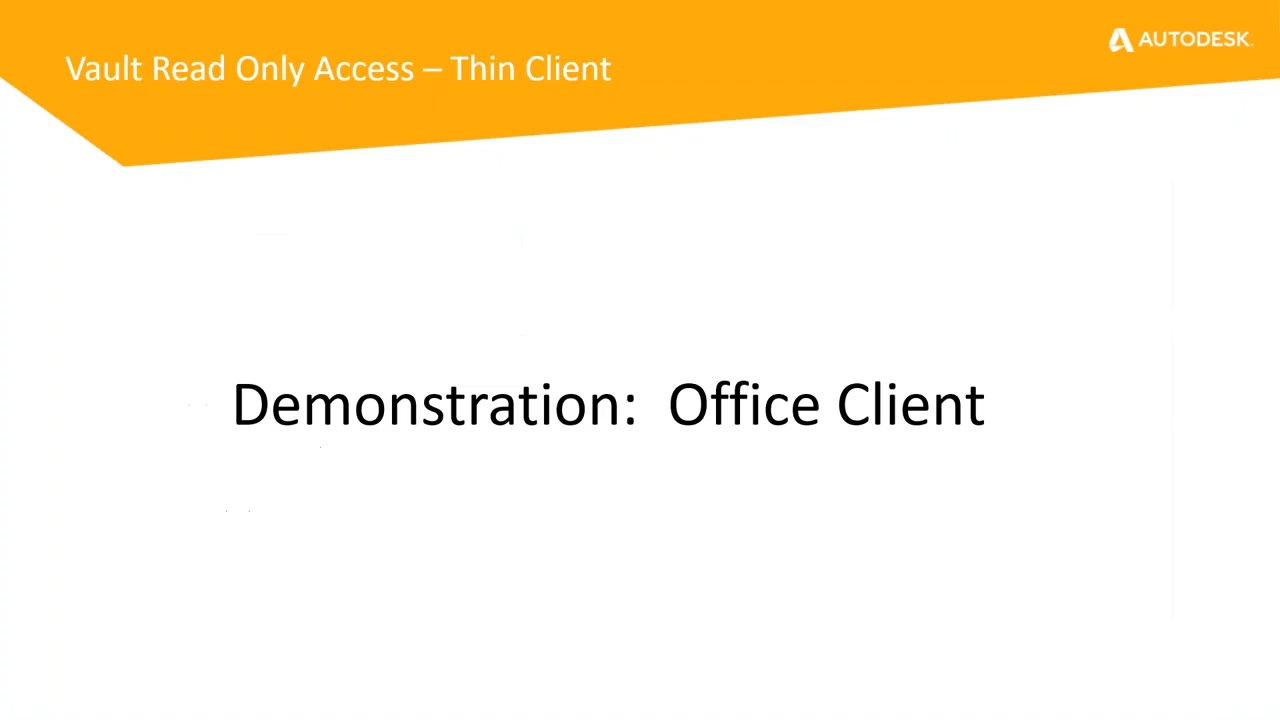 Vault Read Only Access – Thin Client
AUTODESK.
Demonstration:  Office Client